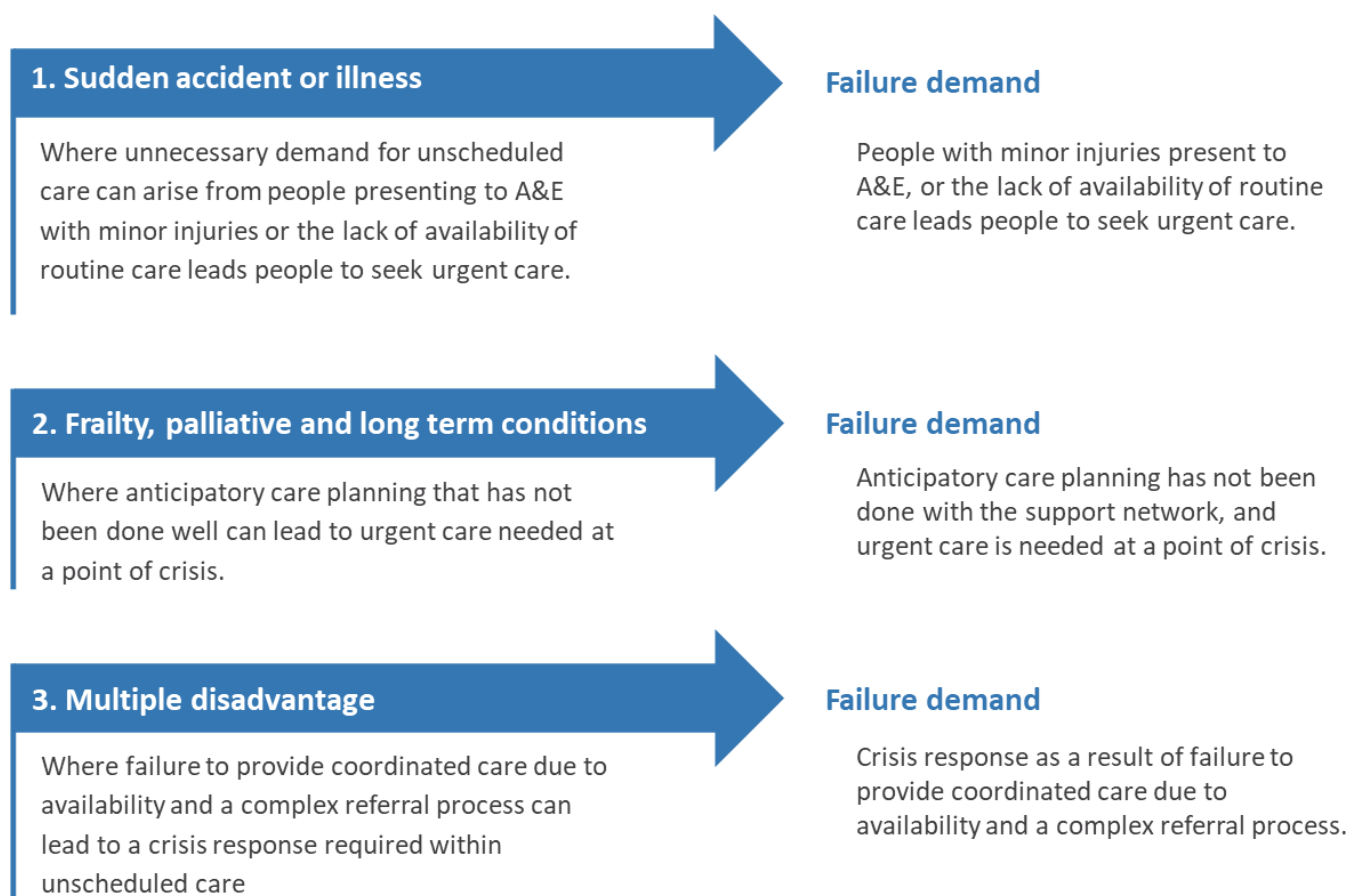 1. Sudden accident or illness
Where unnecessary demand for unscheduled
care can arise from people presenting to A&E
with minor injuries or the lack of availability of
routine care leads people to seek urgent care.
Failure demand
People with minor injuries present to
A&E, or the lack of availability of routine
care leads people to seek urgent care.
2. Frailty, palliative and long term conditions
Where anticipatory care planning that has not
been done well can lead to urgent care needed at
a point of crisis.
Failure demand
Anticipatory care planning has not been
done with the support network, and
urgent care is needed at a point of crisis.
3. Multiple disadvantage
Where failure to provide coordinated care due to
availability and a complex referral process can
lead to a crisis response required within
unscheduled care
Failure demand
Crisis response as a result of failure to
provide coordinated care due to
availability and a complex referral process.